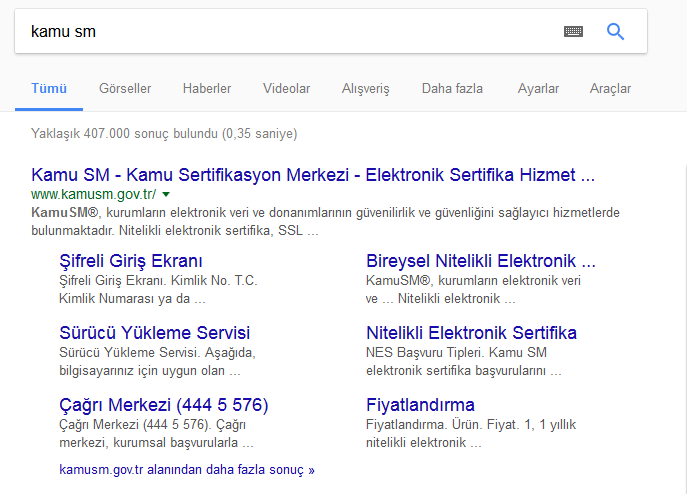 kamu sm
Tümü Görseller Haberler Videolar Alışveriş Daha fazla Ayarlar Araçlar
Yaklaşık 407.000 sonuç bulundu (0,35 saniye)
Kamu SM - Kamu Sertifikasyon Merkezi - Elektronik Sertifika Hizmet ...
www.kamusm.gov.tr/
KamuSM®, kurumların elektronik veri ve donanımlarının güvenilirlik ve güvenliğini sağlayıcı hizmetlerde
bulunmaktadır. Nitelikli elektronik sertifika, SSL ...
Şifreli Giriş Ekranı
Şifreli Giriş Ekranı. Kimlik No. T.C.
Kimlik Numarası ya da ...
Bireysel Nitelikli Elektronik ...
KamuSM®, kurumların elektronik veri
ve ... Nitelikli elektronik ...
Sürücü Yükleme Servisi
Sürücü Yükleme Servisi. Aşağıda,
bilgisayarınız için uygun olan ...
Nitelikli Elektronik Sertifika
NES Başvuru Tipleri. Kamu SM
elektronik sertifika başvurularını ...
Çağrı Merkezi (444 5 576)
Çağrı Merkezi (444 5 576). Çağrı
merkezi, kurumsal başvurularla ...
Fiyatlandırma
Fiyatlandırma. Ürün. Fiyat. 1, 1 yıllık
nitelikli elektronik ...
kamusm.gov.tr alanından daha fazla sonuç »